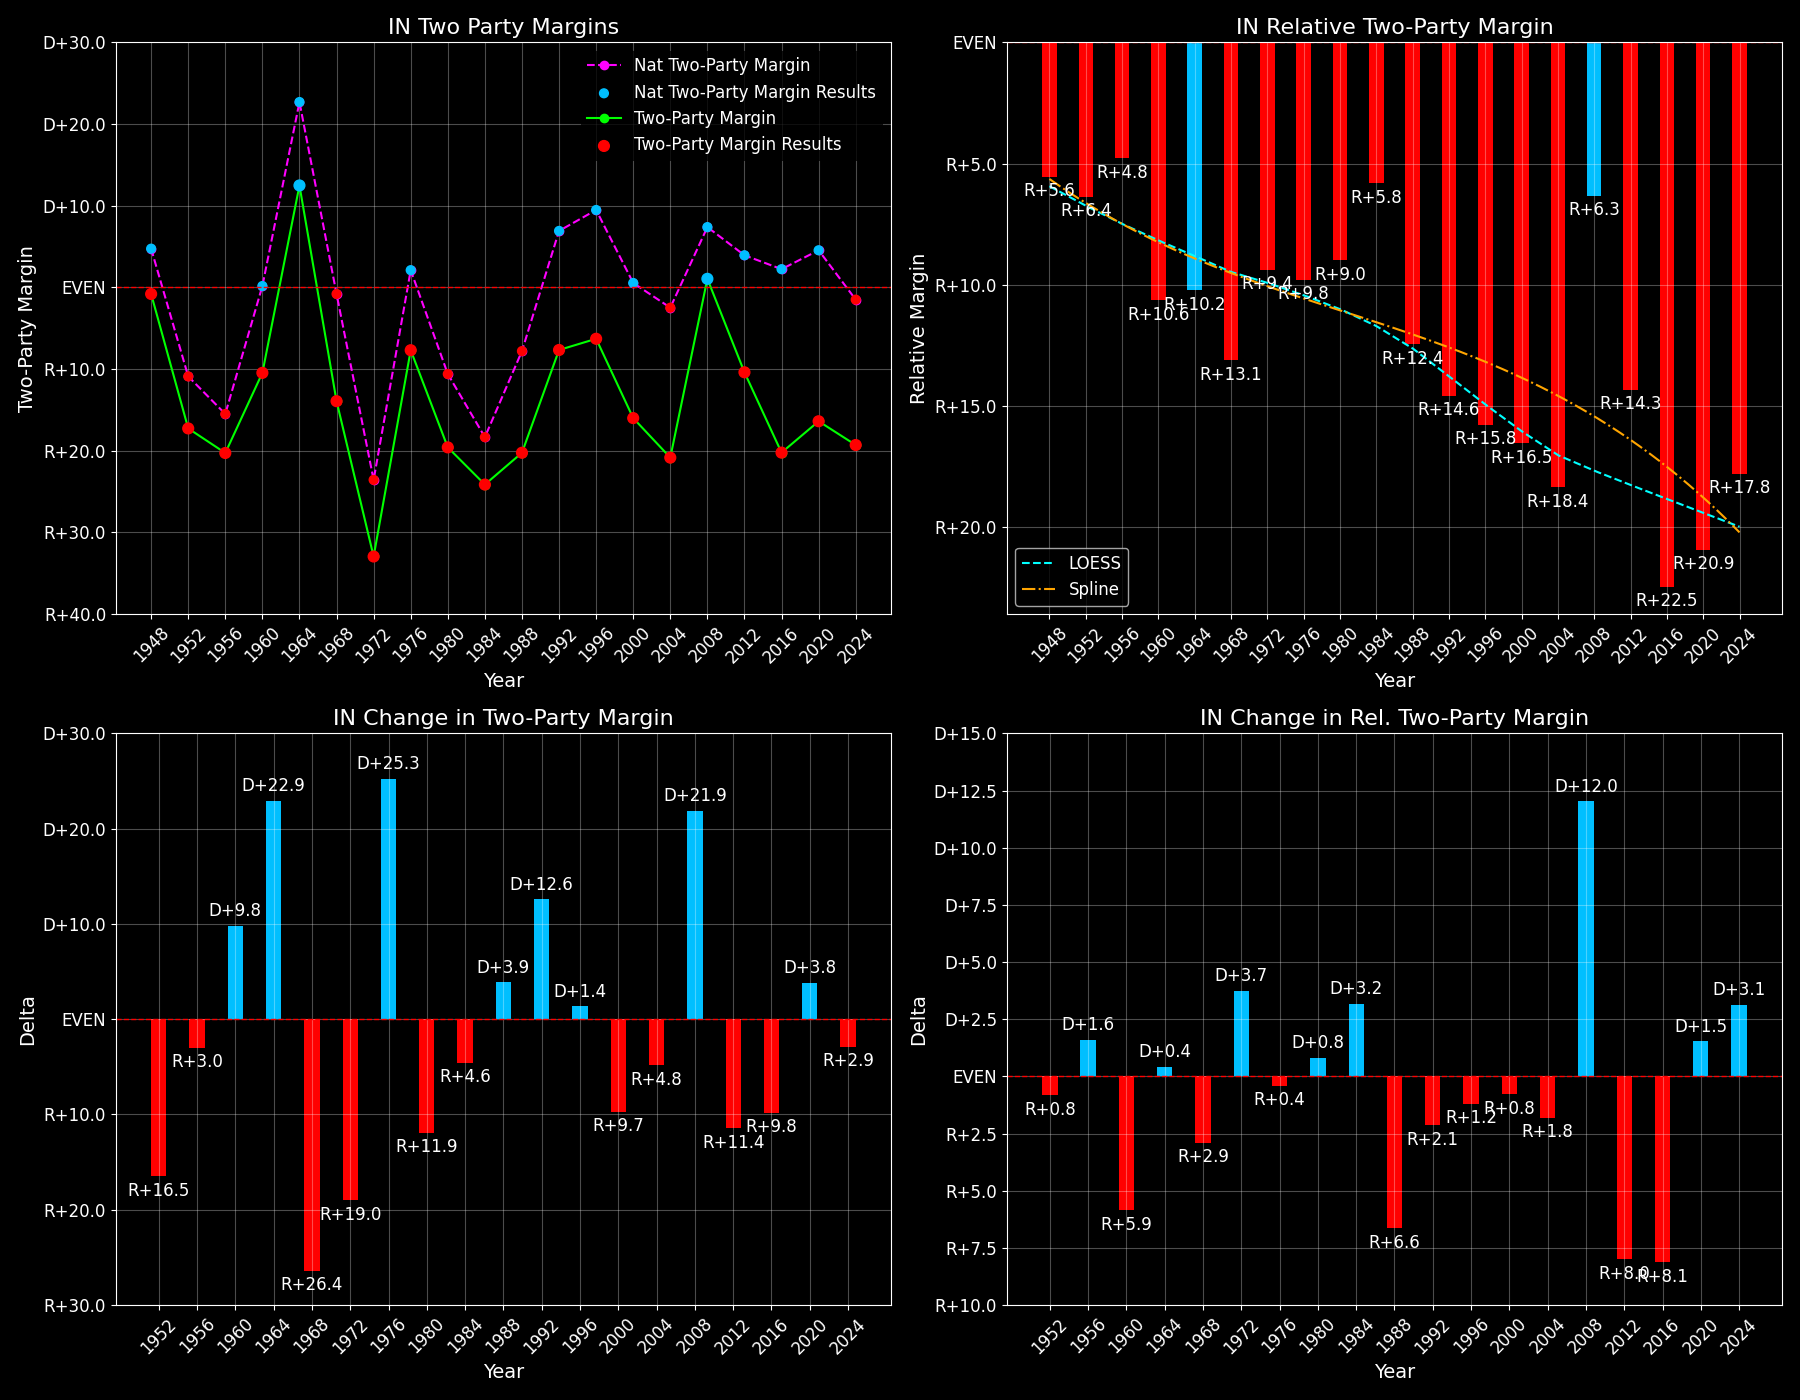 IN Two Party Margins
D+30.0
D+20.0
D+10.0
EVEN
R+10.0
R+20.0
R+30.0
R+40.0
Two-Party Margin
Nat Two-Party Margin
Nat Two-Party Margin Results
Two-Party Margin
Two-Party Margin Results
1948 1952 1956 1960 1964 1968 1972 1976 1980 1984 1988 1992 1996 2000 2004 2008 2012 2016 2020 2024
Year
IN Relative Two-Party Margin
EVEN
R+5.0
R+10.0
R+15.0
R+20.0
Relative Margin
R+5.6
R+6.4
R+4.8
R+10.6
R+10.2
R+13.1
R+9.4
R+9.8
R+9.0
R+5.8
R+12.4
R+14.6
R+15.8
R+16.5
R+18.4
R+6.3
R+14.3
R+22.5
R+20.9
R+17.8
LOESS
Spline
1948 1952 1956 1960 1964 1968 1972 1976 1980 1984 1988 1992 1996 2000 2004 2008 2012 2016 2020 2024
Year
IN Change in Two-Party Margin
D+30.0
D+20.0
D+10.0
EVEN
R+10.0
R+20.0
R+30.0
Delta
R+16.5
R+3.0
D+9.8
D+22.9
R+26.4
R+19.0
D+25.3
R+11.9
R+4.6
D+3.9
D+12.6
D+1.4
R+9.7
R+4.8
D+21.9
R+11.4
R+9.8
D+3.8
R+2.9
1952 1956 1960 1964 1968 1972 1976 1980 1984 1988 1992 1996 2000 2004 2008 2012 2016 2020 2024
Year
IN Change in Rel. Two-Party Margin
D+15.0
D+12.5
D+10.0
D+7.5
D+5.0
D+2.5
EVEN
R+2.5
R+5.0
R+7.5
R+10.0
Delta
R+0.8
D+1.6
R+5.9
D+0.4
R+2.9
D+3.7
R+0.4
D+0.8
D+3.2
R+6.6
R+2.1
R+1.2
R+0.8
R+1.8
D+12.0
R+8.0
R+8.1
D+1.5
D+3.1
1952 1956 1960 1964 1968 1972 1976 1980 1984 1988 1992 1996 2000 2004 2008 2012 2016 2020 2024
Year